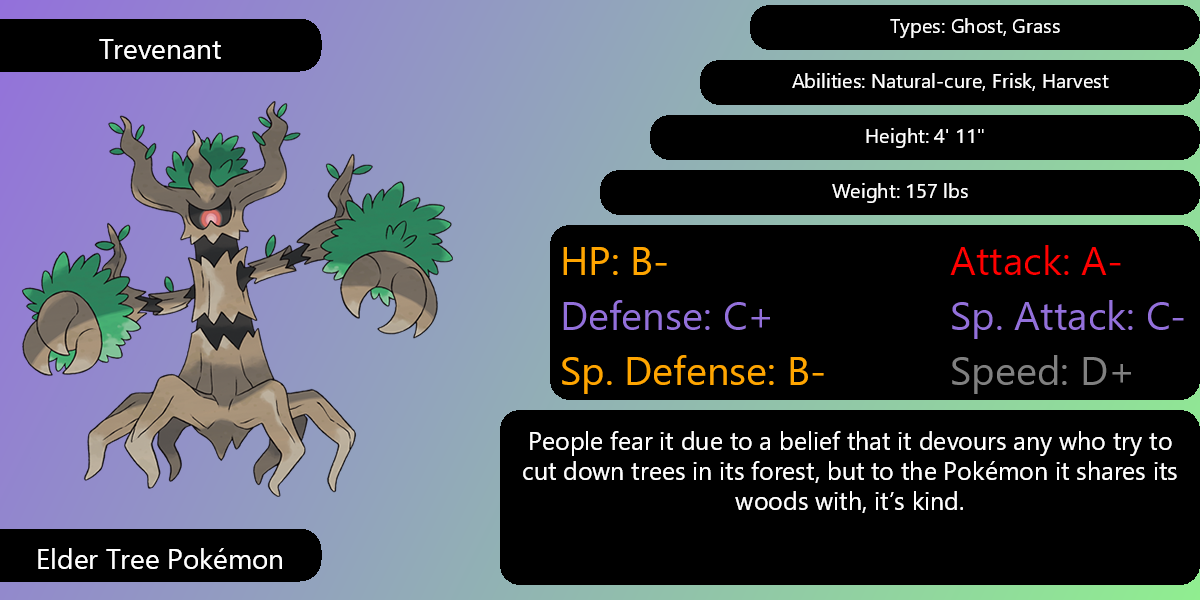 Trevenant
Types: Ghost, Grass
Abilities: Natural-cure, Frisk, Harvest
Height: 4' 11"
Weight: 157 lbs
HP: B-
Attack: A-
Defense: C+
Sp. Attack: C-
Sp. Defense: B-
Speed: D+
People fear it due to a belief that it devours any who try to
cut down trees in its forest, but to the Pokémon it shares its
woods with, it’s kind.
Elder Tree Pokémon